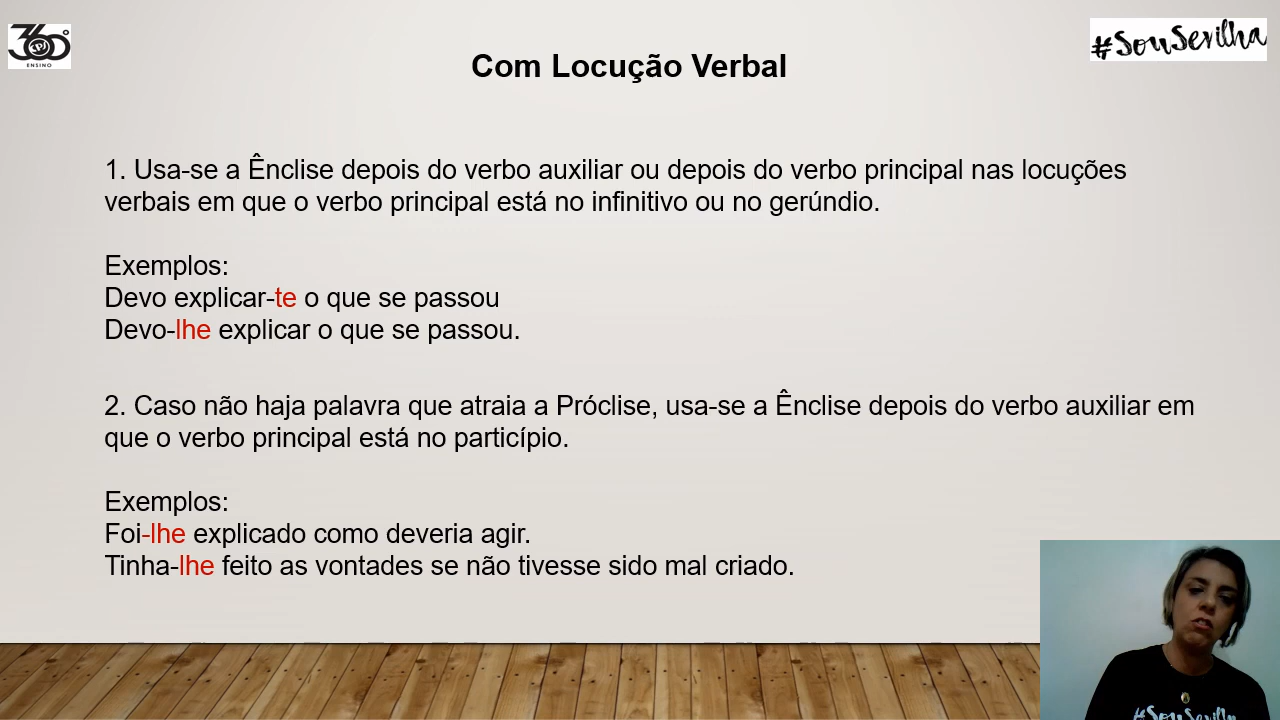 360°
ENSINO
#SouSevilha
Com Locução Verbal
1. Usa-se a Ênclise depois do verbo auxiliar ou depois do verbo principal nas locuções
verbais em que o verbo principal está no infinitivo ou no gerúndio.
Exemplos:
Devo explicar-te o que se passou
Devo-lhe explicar o que se passou.
2. Caso não haja palavra que atraia a Próclise, usa-se a Ênclise depois do verbo auxiliar em
que o verbo principal está no particípio.
Exemplos:
Foi-lhe explicado como deveria agir.
Tinha-lhe feito as vontades se não tivesse sido mal criado.
#SouSevilha